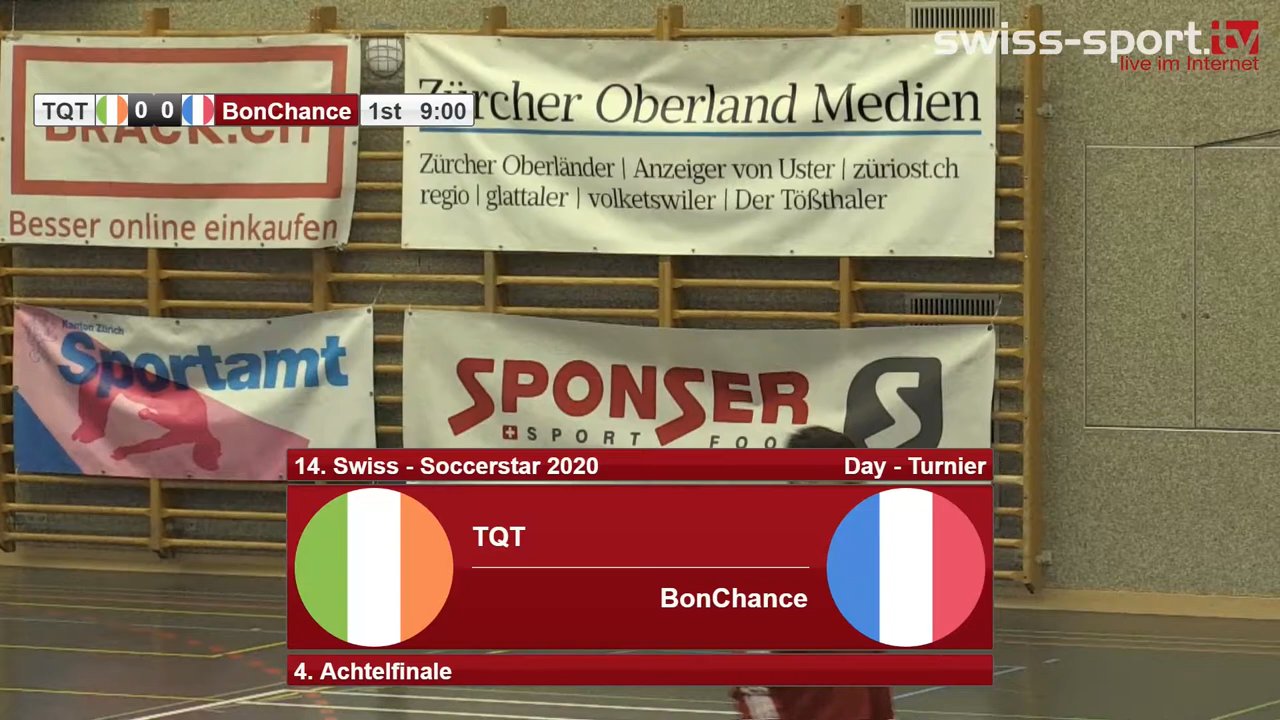 swiss-sport.tv
live im Internet
TQT 0 0 BonChance 1st 9:00
BRACK.CH
Besser online einkaufen
Zürcher Oberland Medien
Zürcher Oberländer | Anzeiger von Uster | züriost.ch
regio | glattaler | volketswiler | Der Tößthaler
Kanton Zürich
Sportamt
SPONSER
SPORT FOO
14. Swiss - Soccerstar 2020 Day - Turnier
TQT
BonChance
4. Achtelfinale